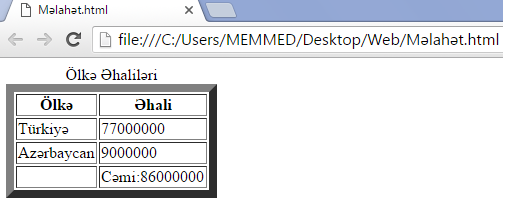 Məlahət.html
file:///C:/Users/MEMMED/Desktop/Web/Məlahət.html
Ölkə Əhaliləri
Ölkə Əhali
Türkiyə 77000000
Azərbaycan 9000000
Cəmi:86000000